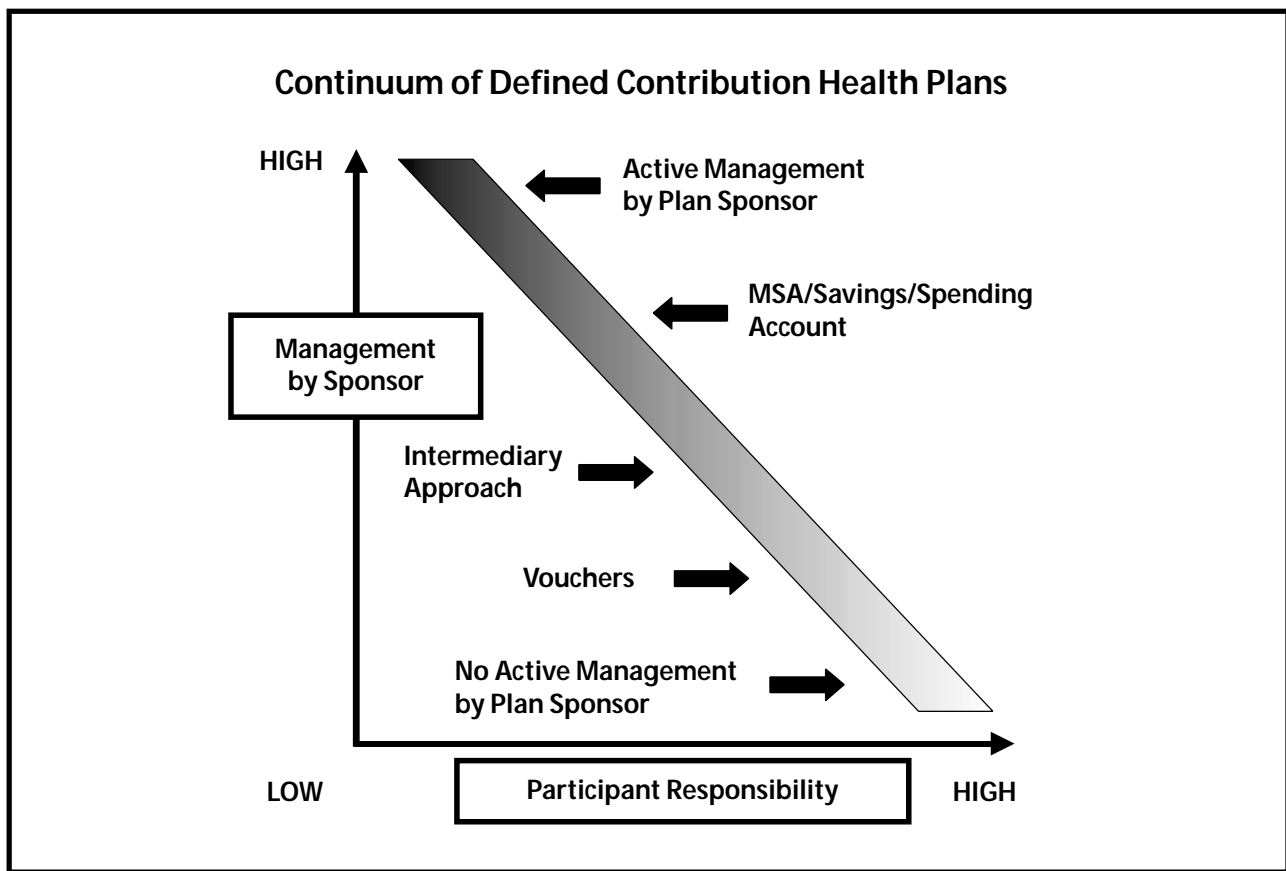 Continuum of Defined Contribution Health Plans
HIGH
Active Management
by Plan Sponsor
MSA/Savings/Spending
Account
Management
by Sponsor
Intermediary
Approach
Vouchers
No Active Management
by Plan Sponsor
LOW
Participant Responsibility
HIGH